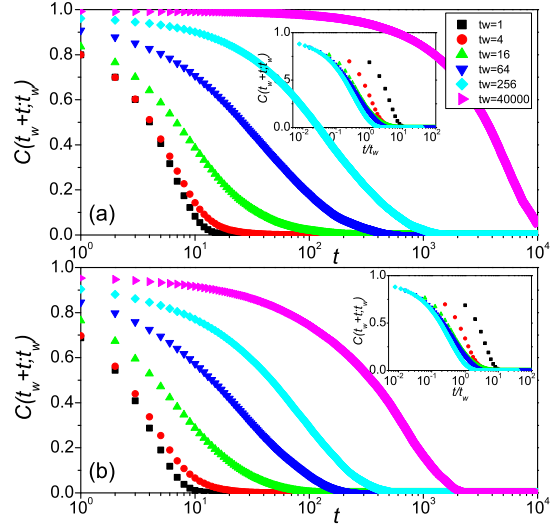 1.0
0.8
0.6
0.4
0.2
0.0
C(t_w+t;t_w)
(a)
10^0
10^1
10^2
10^3
10^4
t
1.0
0.5
0.0
C(t_w+t;t_w)
10^-2
10^-1
10^0
10^1
10^2
t/t_w
tw=1
tw=4
tw=16
tw=64
tw=256
tw=40000
1.0
0.8
0.6
0.4
0.2
0.0
C(t_w+t;t_w)
(b)
10^0
10^1
10^2
10^3
10^4
t
1.0
0.5
0.0
C(t_w+t;t_w)
10^-2
10^-1
10^0
10^1
10^2
t/t_w